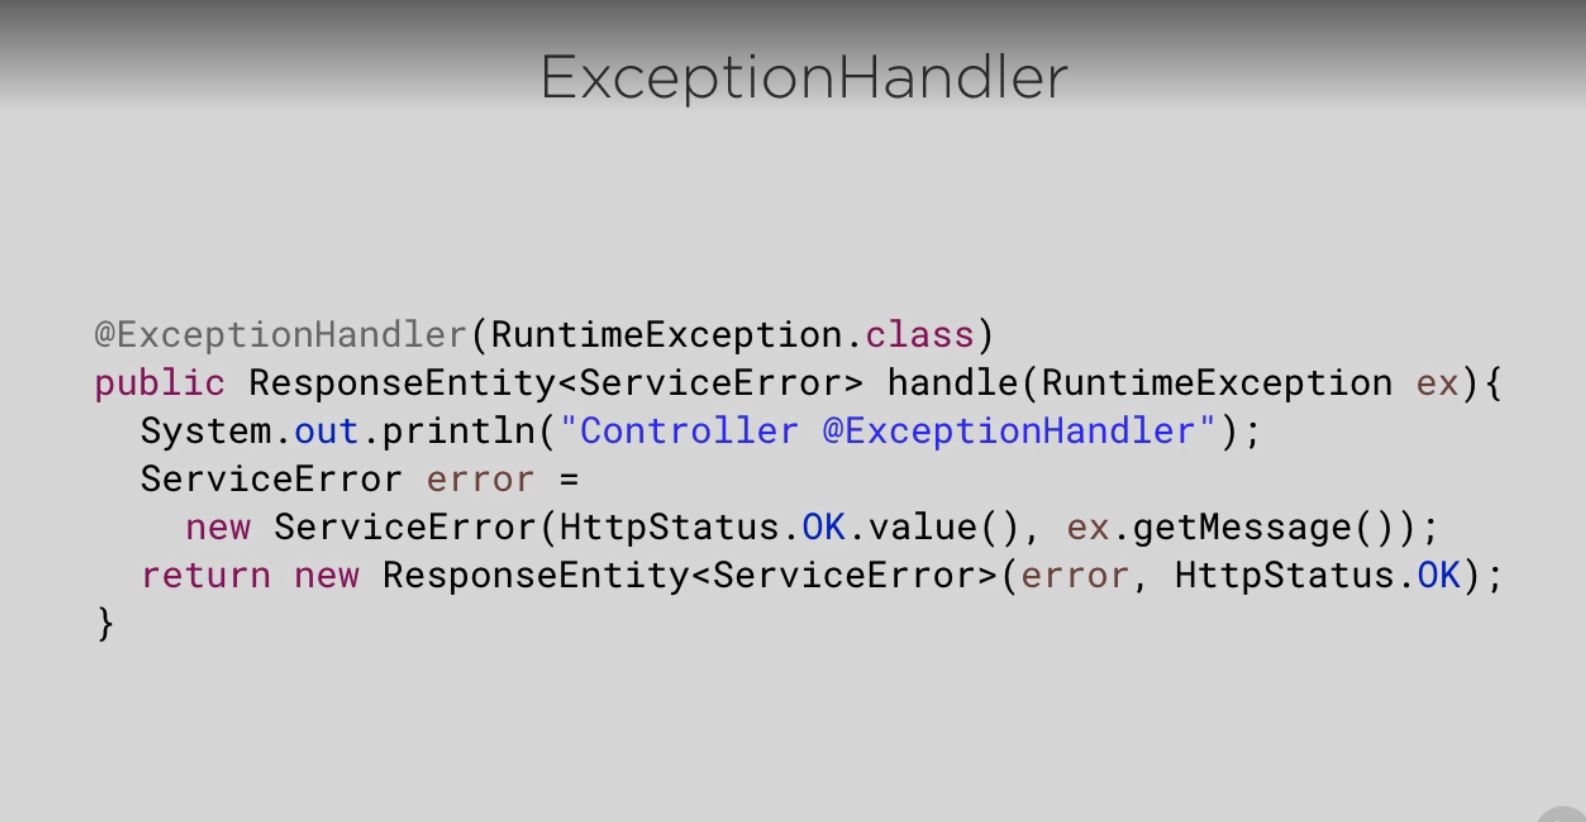 ExceptionHandler
@ExceptionHandler(RuntimeException.class)
public ResponseEntity<ServiceError> handle(RuntimeException ex){
System.out.println("Controller @ExceptionHandler");
ServiceError error =
new ServiceError(HttpStatus.OK.value(), ex.getMessage());
return new ResponseEntity<ServiceError>(error, HttpStatus.OK);
}